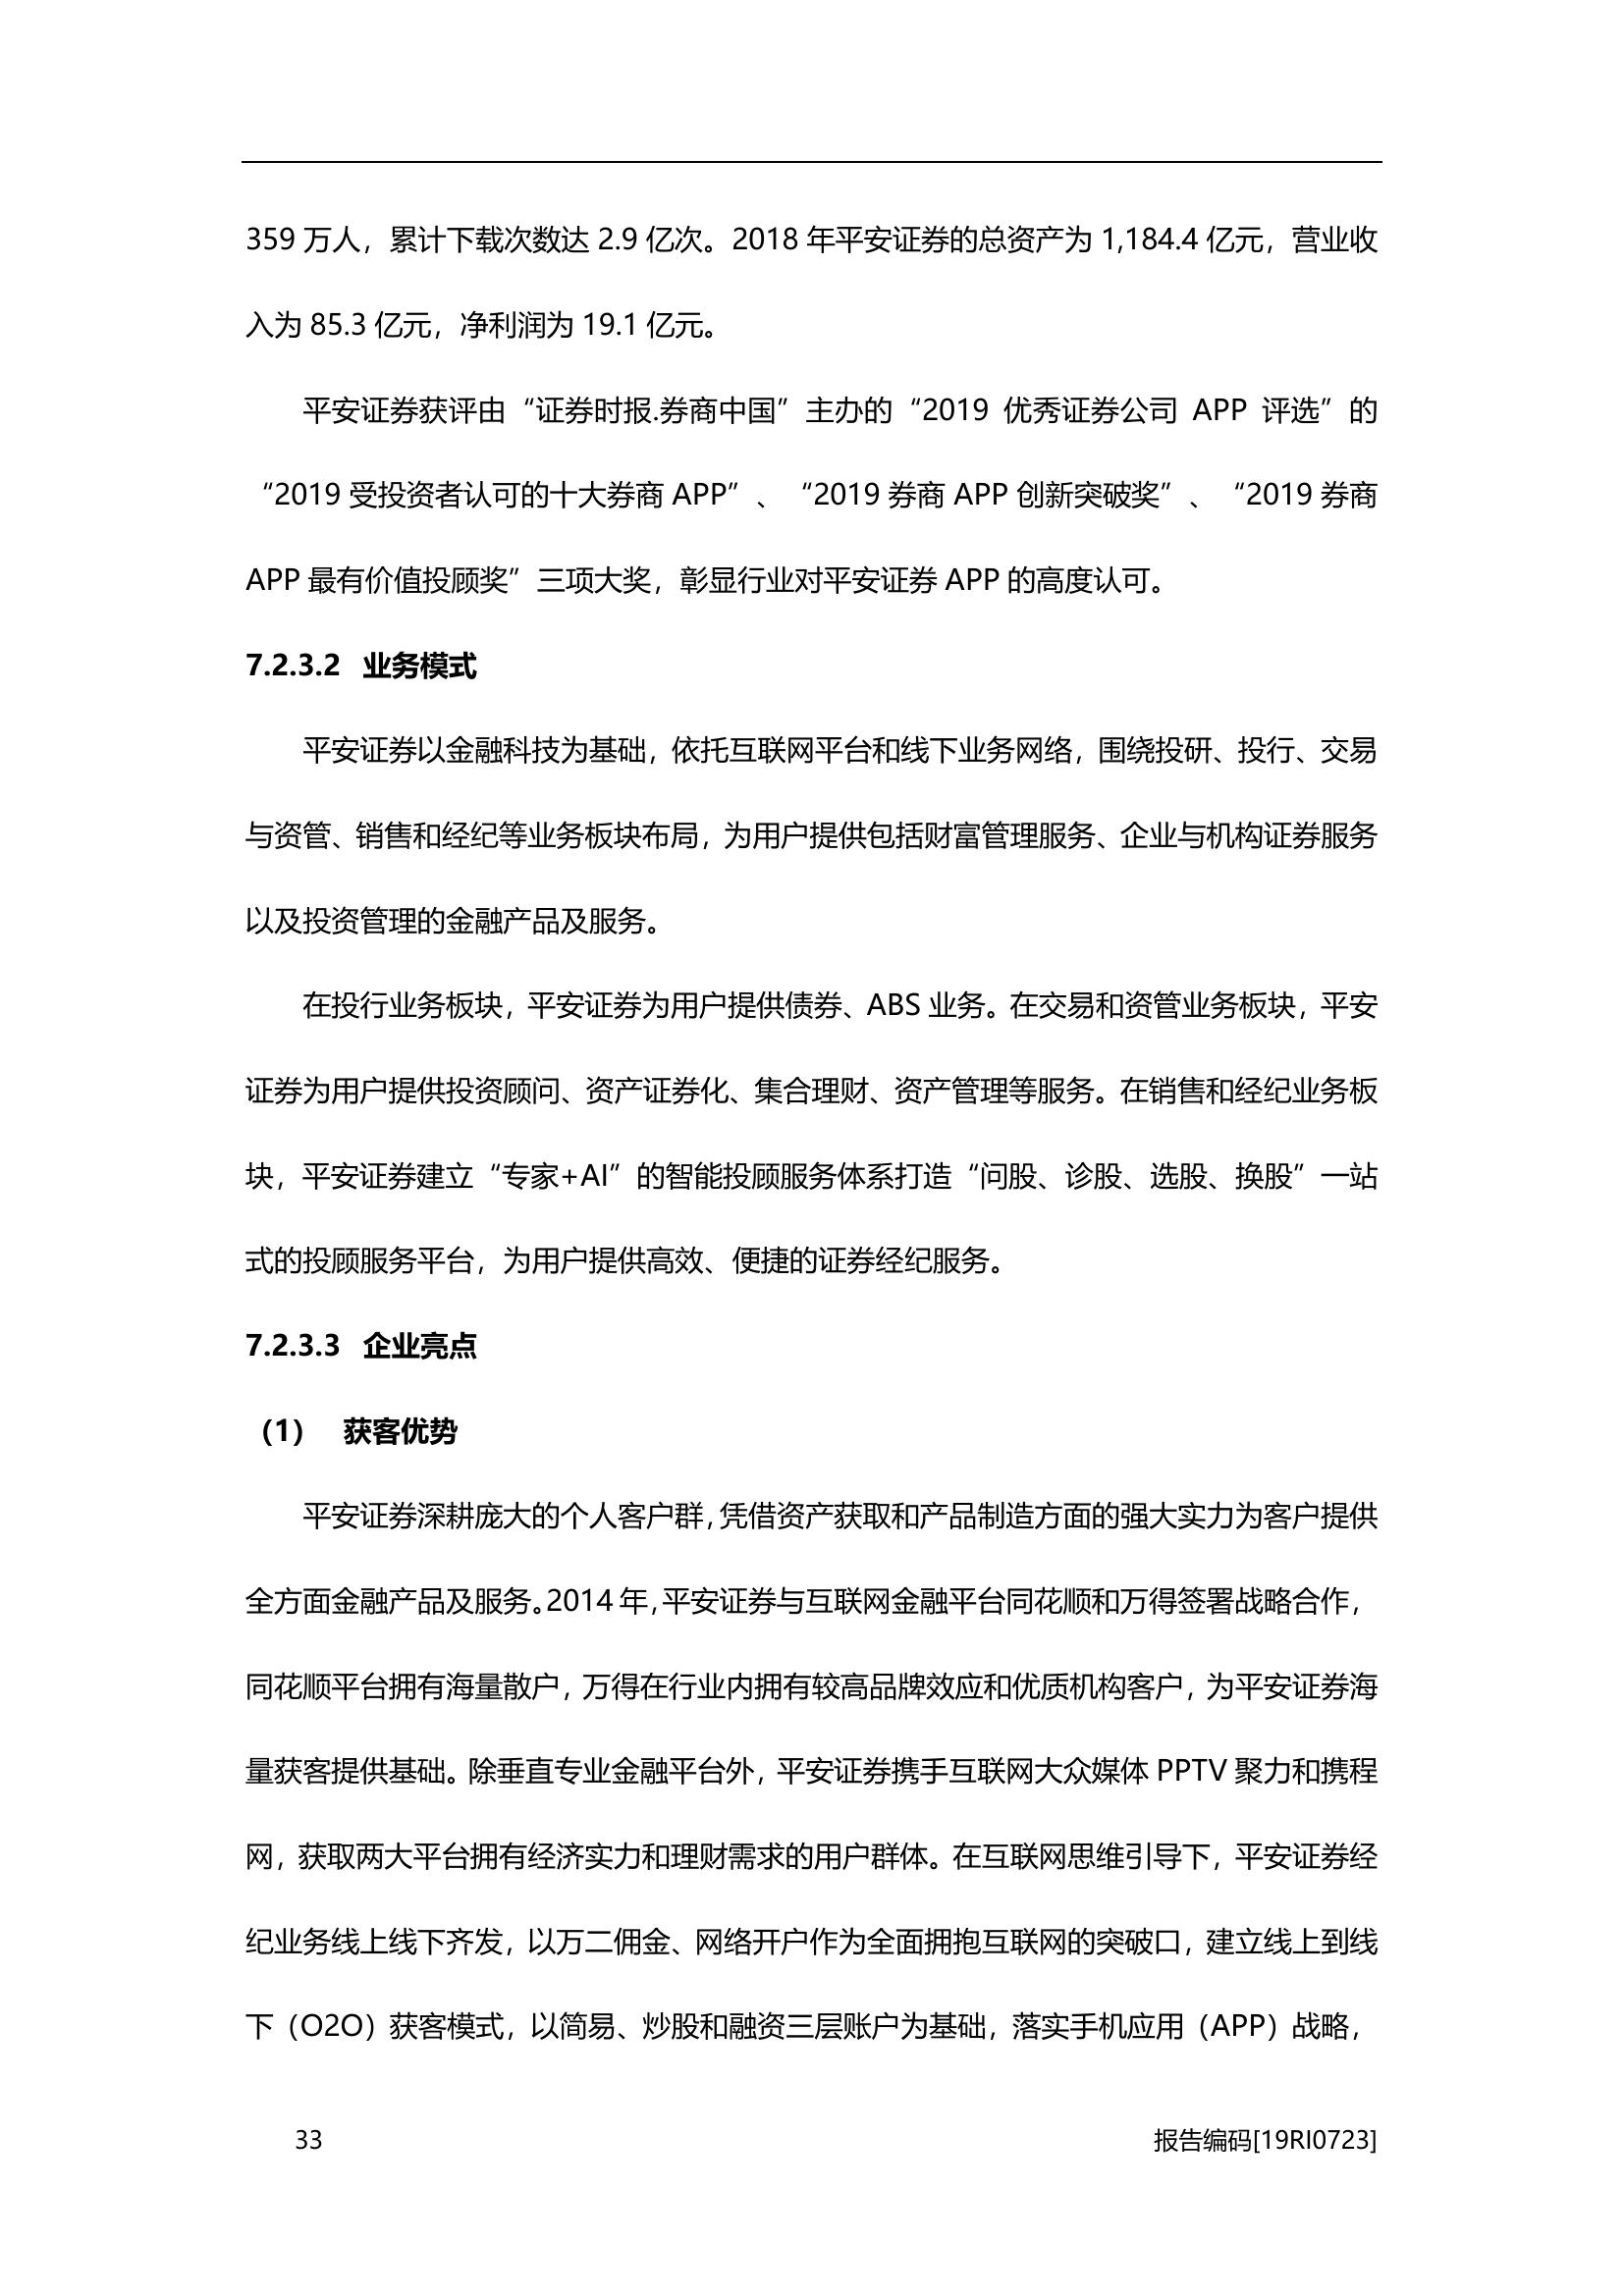 359 万人，累计下载次数达 2.9 亿次。2018 年平安证券的总资产为 1,184.4 亿元，营业收
入为 85.3 亿元，净利润为 19.1 亿元。
平安证券获评由“证券时报.券商中国”主办的“2019 优秀证券公司 APP 评选”的
“2019 受投资者认可的十大券商 APP”、“2019 券商 APP 创新突破奖”、“2019 券商
APP 最有价值投顾奖”三项大奖，彰显行业对平安证券 APP 的高度认可。
7.2.3.2 业务模式
平安证券以金融科技为基础，依托互联网平台和线下业务网络，围绕投研、投行、交易
与资管、销售和经纪等业务板块布局，为用户提供包括财富管理服务、企业与机构证券服务
以及投资管理的金融产品及服务。
在投行业务板块，平安证券为用户提供债券、ABS 业务。在交易和资管业务板块，平安
证券为用户提供投资顾问、资产证券化、集合理财、资产管理等服务。在销售和经纪业务板
块，平安证券建立“专家+AI”的智能投顾服务体系打造“问股、诊股、选股、换股”一站
式的投顾服务平台，为用户提供高效、便捷的证券经纪服务。
7.2.3.3 企业亮点
（1） 获客优势
平安证券深耕庞大的个人客户群，凭借资产获取和产品制造方面的强大实力为客户提供
全方面金融产品及服务。2014 年，平安证券与互联网金融平台同花顺和万得签署战略合作，
同花顺平台拥有海量散户，万得在行业内拥有较高品牌效应和优质机构客户，为平安证券海
量获客提供基础。除垂直专业金融平台外，平安证券携手互联网大众媒体 PPTV 聚力和携程
网，获取两大平台拥有经济实力和理财需求的用户群体。在互联网思维引导下，平安证券经
纪业务线上线下齐发，以万二佣金、网络开户作为全面拥抱互联网的突破口，建立线上到线
下（O2O）获客模式，以简易、炒股和融资三层账户为基础，落实手机应用（APP）战略，
33 报告编码[19RI0723]